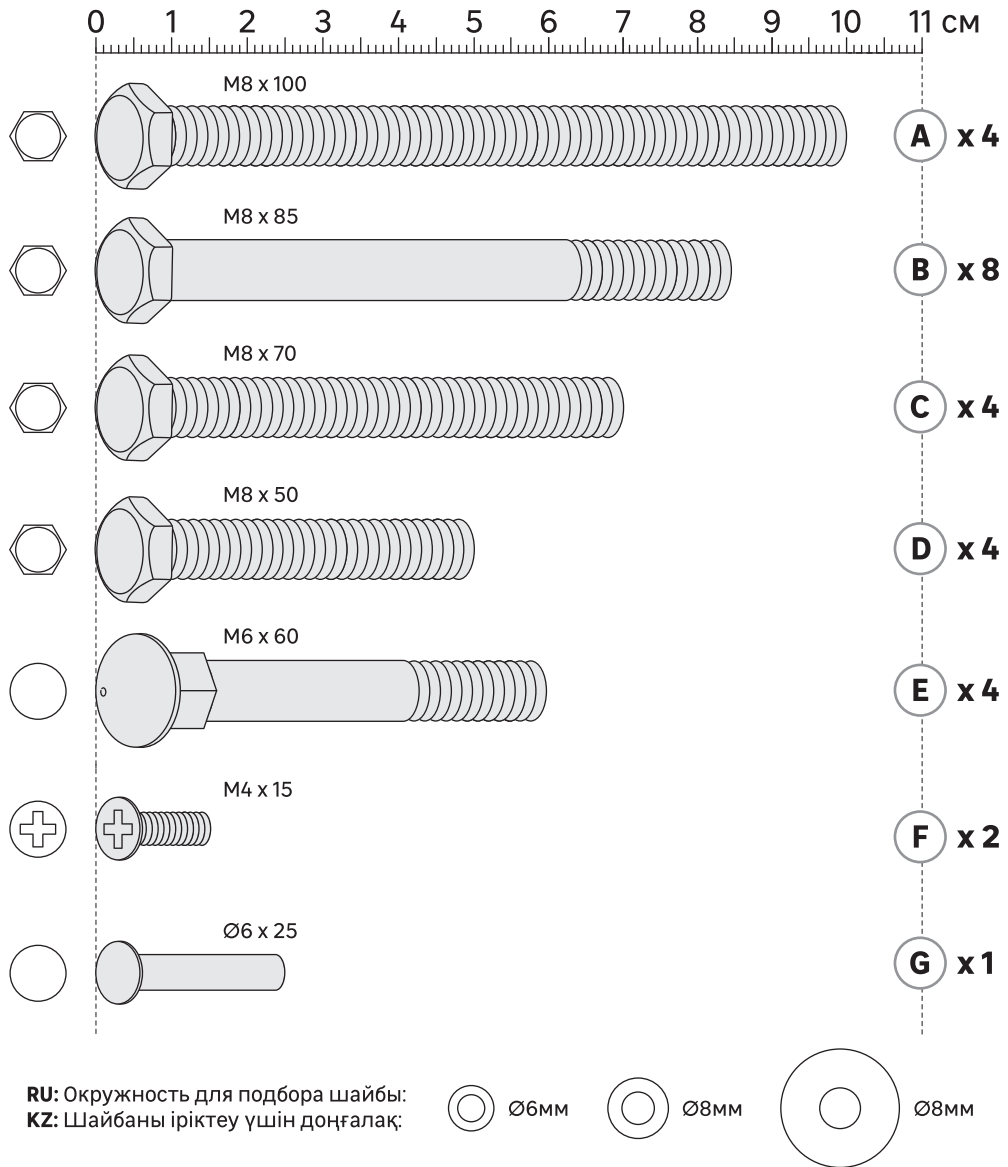 0 1 2 3 4 5 6 7 8 9 10 11 см
M8 x 100
A x 4
M8 x 85
B x 8
M8 x 70
C x 4
M8 x 50
D x 4
M6 x 60
E x 4
M4 x 15
F x 2
Ø6 x 25
G x 1
RU: Окружность для подбора шайбы:
KZ: Шайбаны іріктеу үшін доңғалақ:
Ø6мм Ø8мм Ø8мм